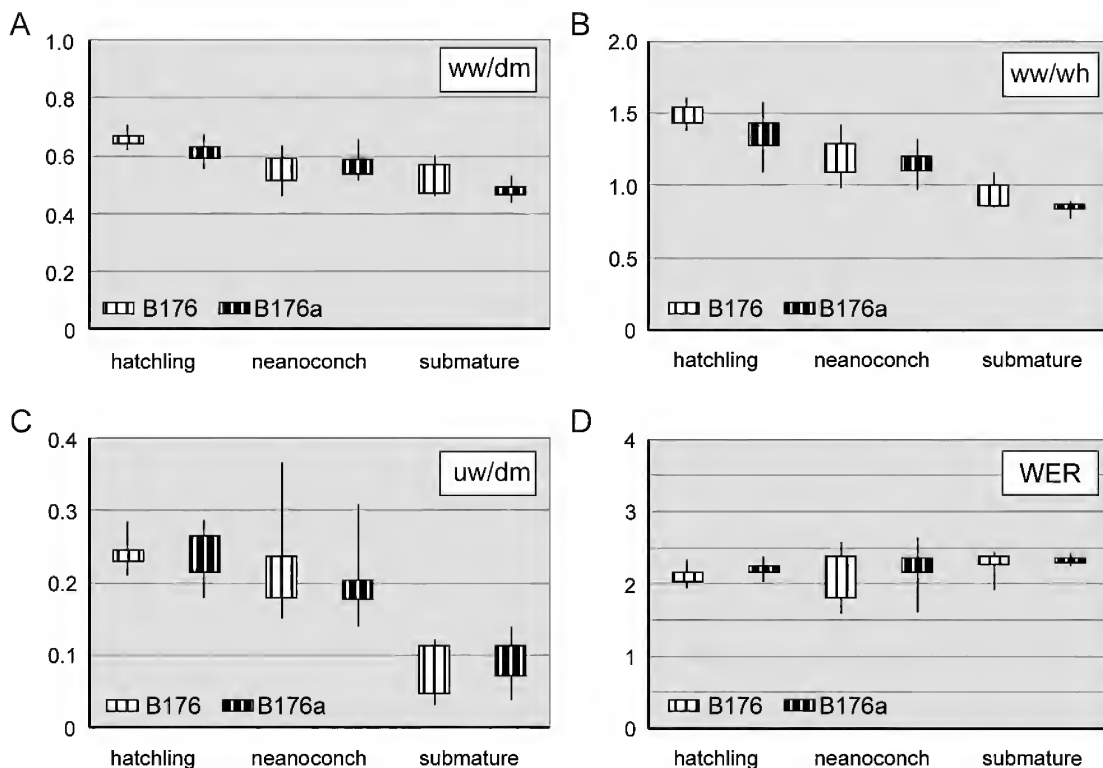 A
ww/dm
1.0
0.8
0.6
0.4
0.2
0
B176 B176a
hatchling neanoconch submature
B
ww/wh
2.0
1.5
1.0
0.5
0
B176 B176a
hatchling neanoconch submature
C
uw/dm
0.4
0.3
0.2
0.1
0
B176 B176a
hatchling neanoconch submature
D
WER
4
3
2
1
0
B176 B176a
hatchling neanoconch submature